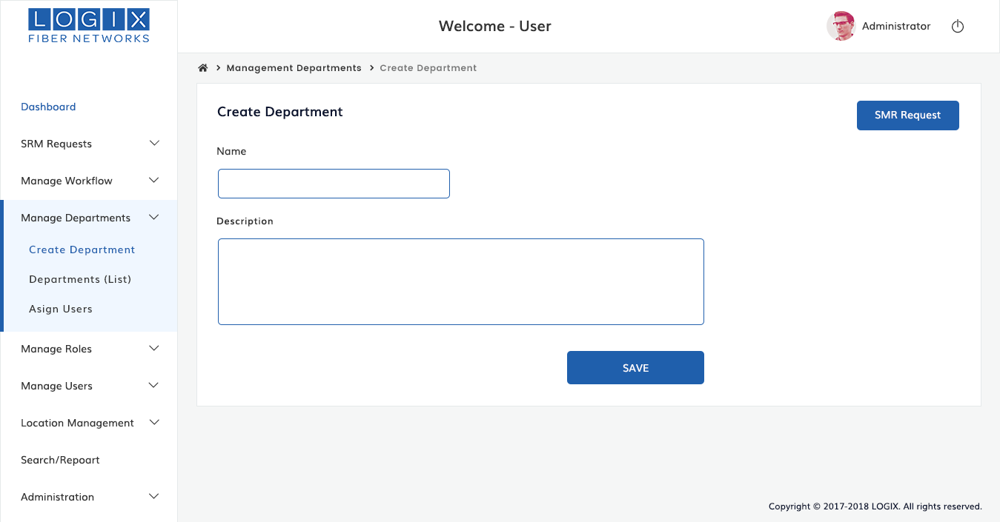 LOGIX
FIBER NETWORKS
Welcome - User
Administrator
Management Departments
Create Department
Dashboard
SRM Requests
Manage Workflow
Manage Departments
Create Department
Departments (List)
Asign Users
Manage Roles
Manage Users
Location Management
Search/Repoart
Administration
Create Department
SMR Request
Name
Description
SAVE
Copyright © 2017-2018 LOGIX. All rights reserved.